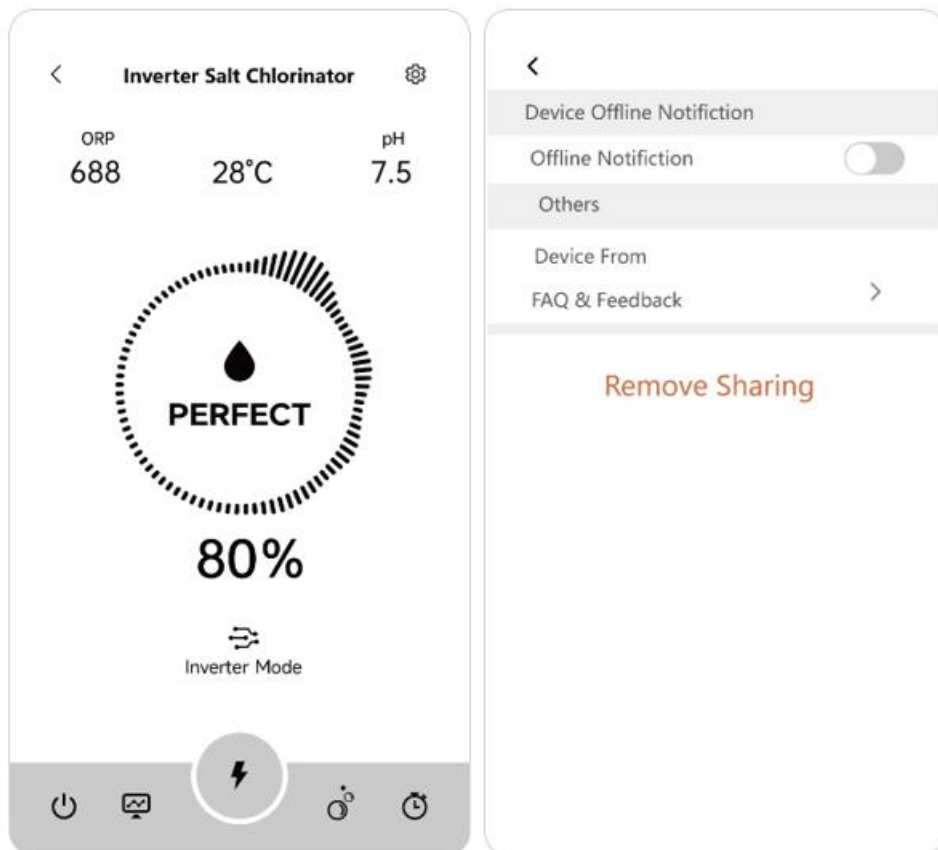 Inverter Salt Chlorinator
ORP
pH
688
28°C
7.5
PERFECT
80%
Inverter Mode
Device Offline Notifiction
Offline Notifiction
Others
Device From
FAQ & Feedback
Remove Sharing